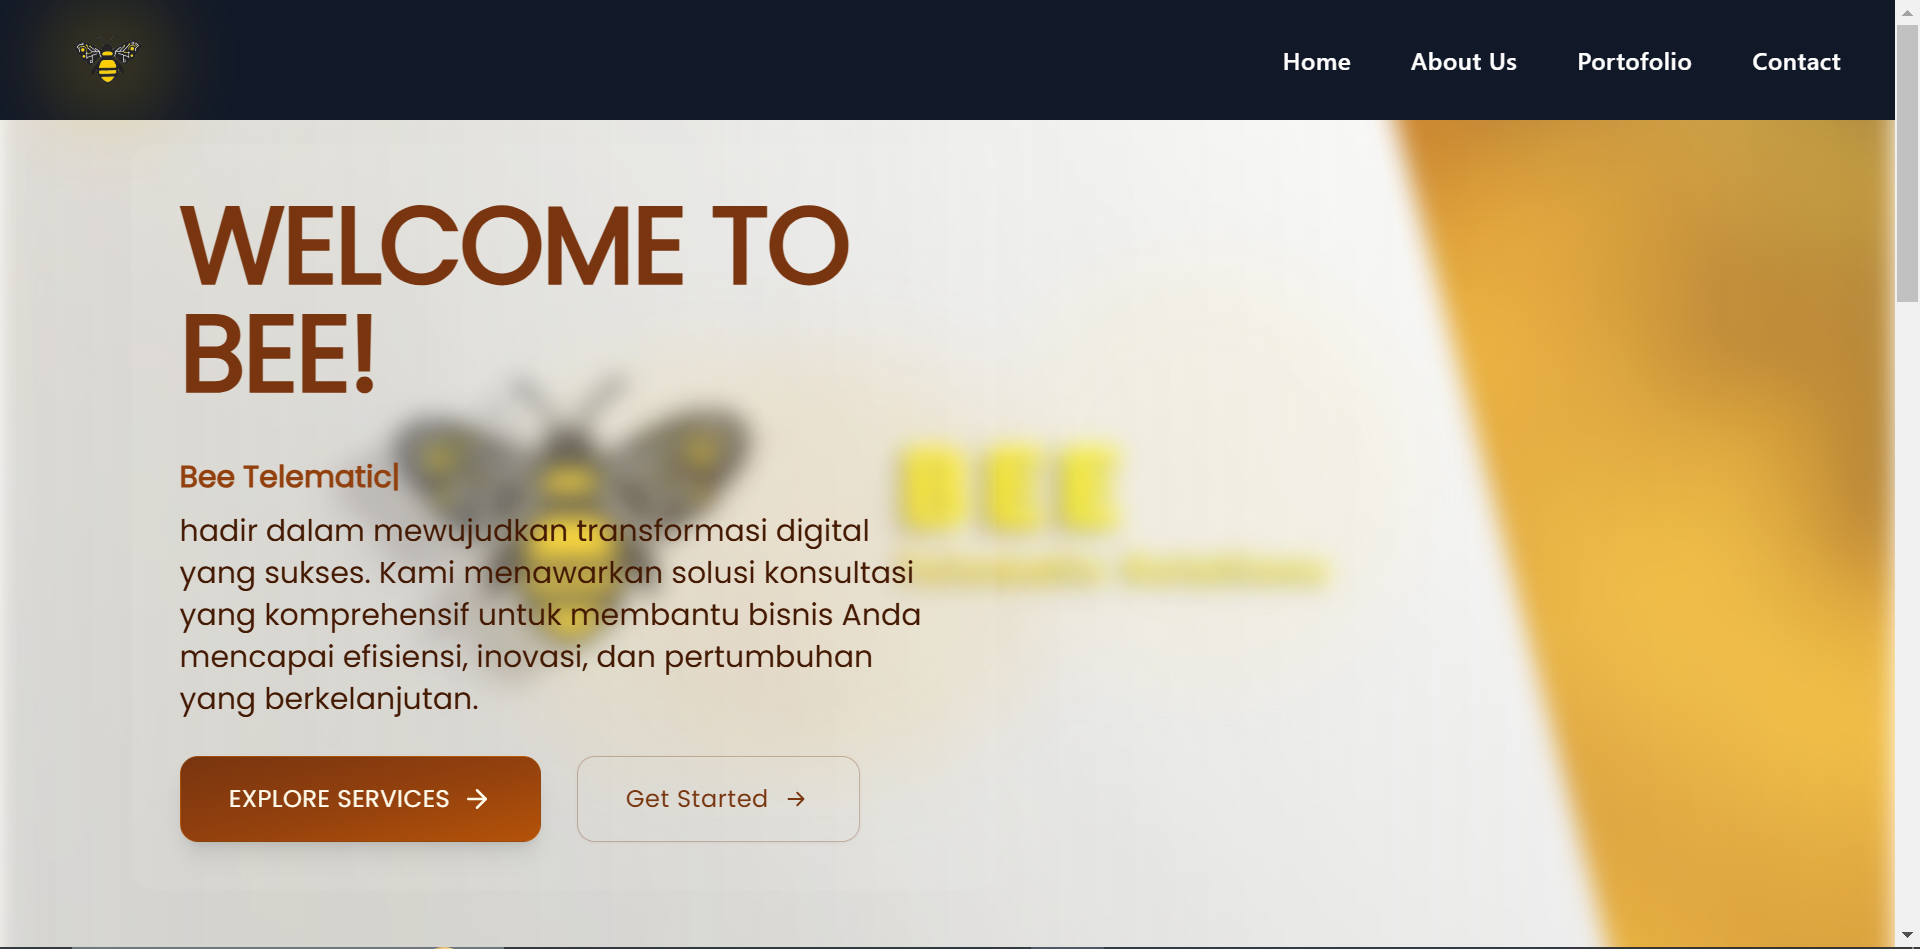 Home
About Us
Portofolio
Contact
WELCOME TO
BEE!
Bee Telematic|
BEE
hadir dalam mewujudkan transformasi digital
yang sukses. Kami menawarkan solusi konsultasi
yang komprehensif untuk membantu bisnis Anda
mencapai efisiensi, inovasi, dan pertumbuhan
yang berkelanjutan.
EXPLORE SERVICES
Get Started